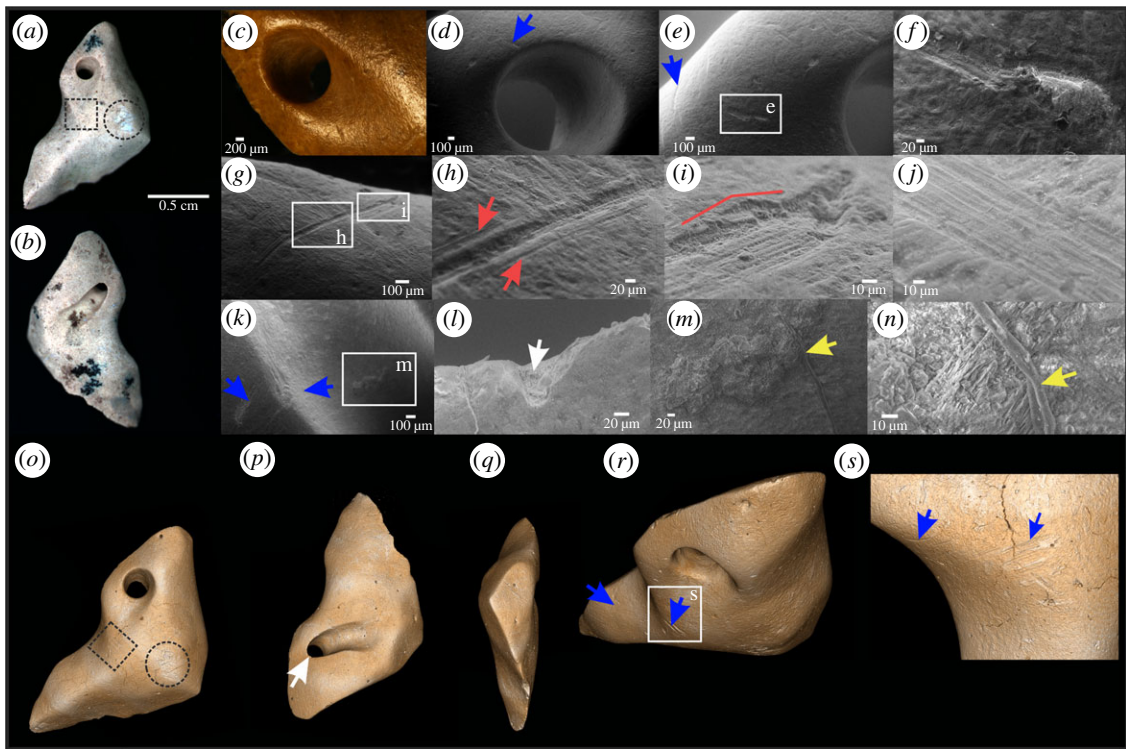 (a)
(c)
(d)
(e)
(f)
e
200 µm
100 µm
100 µm
20 µm
0.5 cm
(g)
(h)
(i)
(j)
i
h
100 µm
20 µm
10 µm
10 µm
(b)
(k)
(l)
(m)
(n)
m
100 µm
20 µm
20 µm
10 µm
(o)
(p)
(q)
(r)
(s)
s